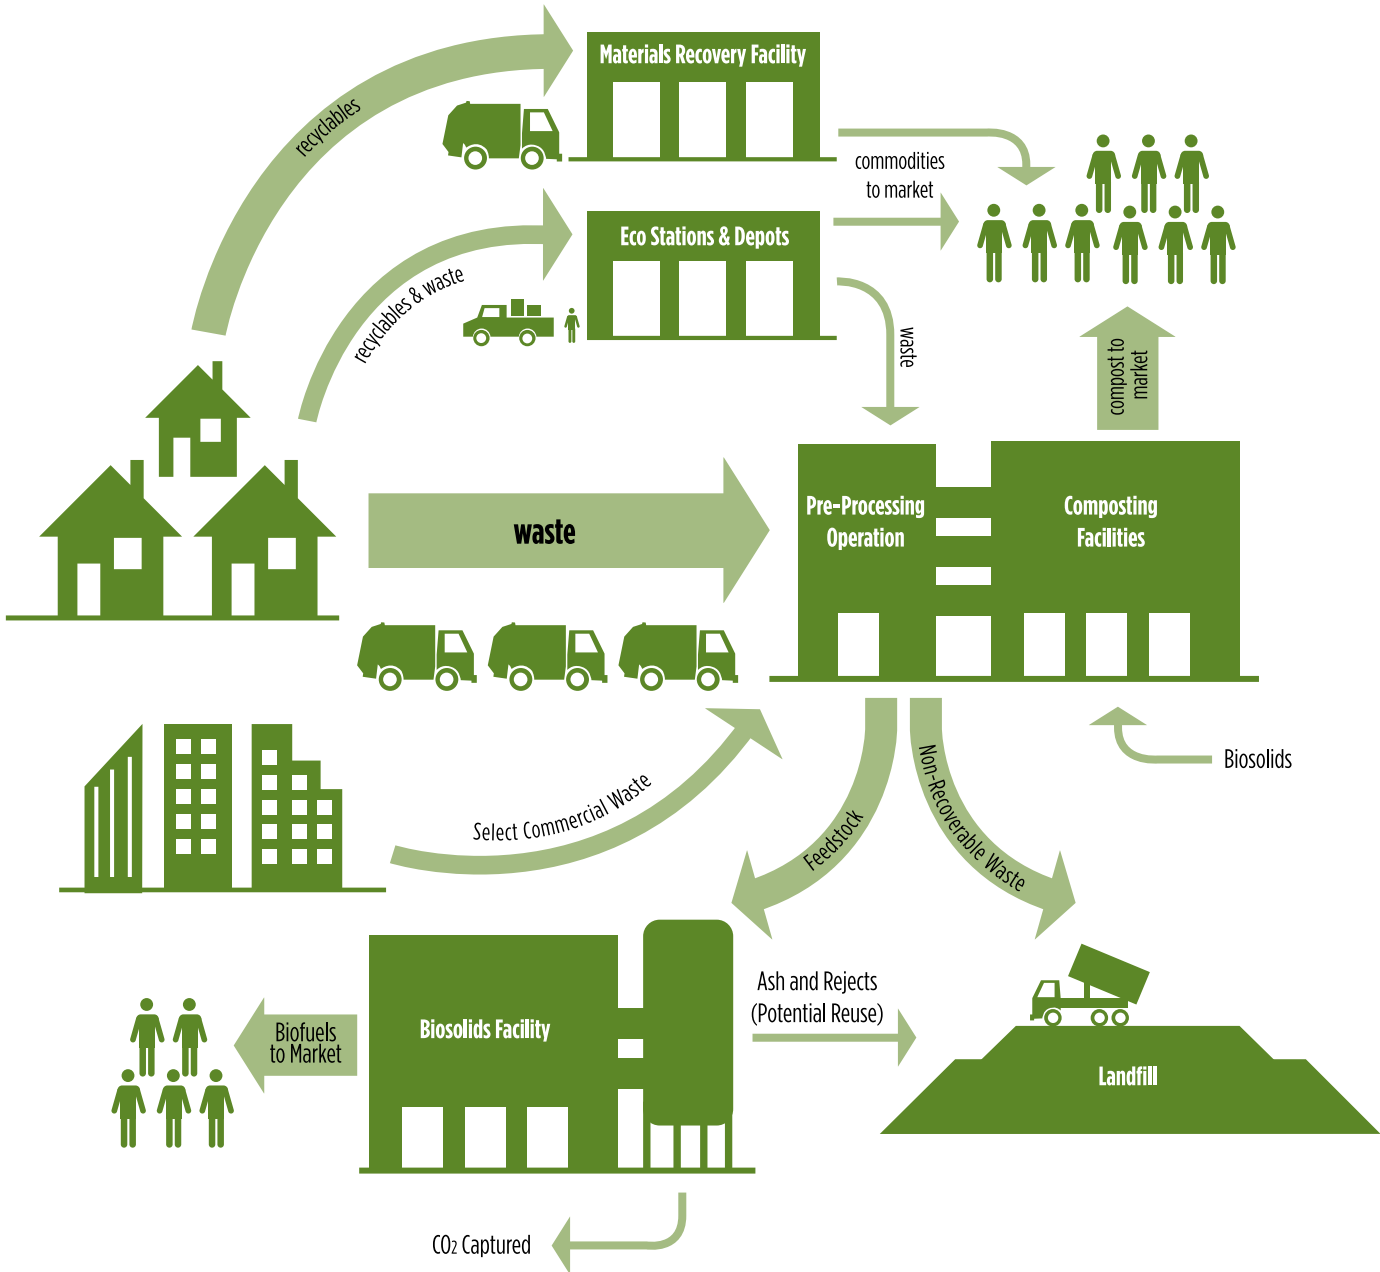 Materials Recovery Facility
recyclables
commodities
to market
Eco Stations & Depots
recyclables & waste
waste
compost to
market
waste
Pre-Processing
Operation
Composting
Facilities
Biosolids
Select Commercial Waste
Feedstock
Non-Recoverable Waste
Ash and Rejects
(Potential Reuse)
Biofuels
to Market
Biosolids Facility
Landfill
CO2 Captured